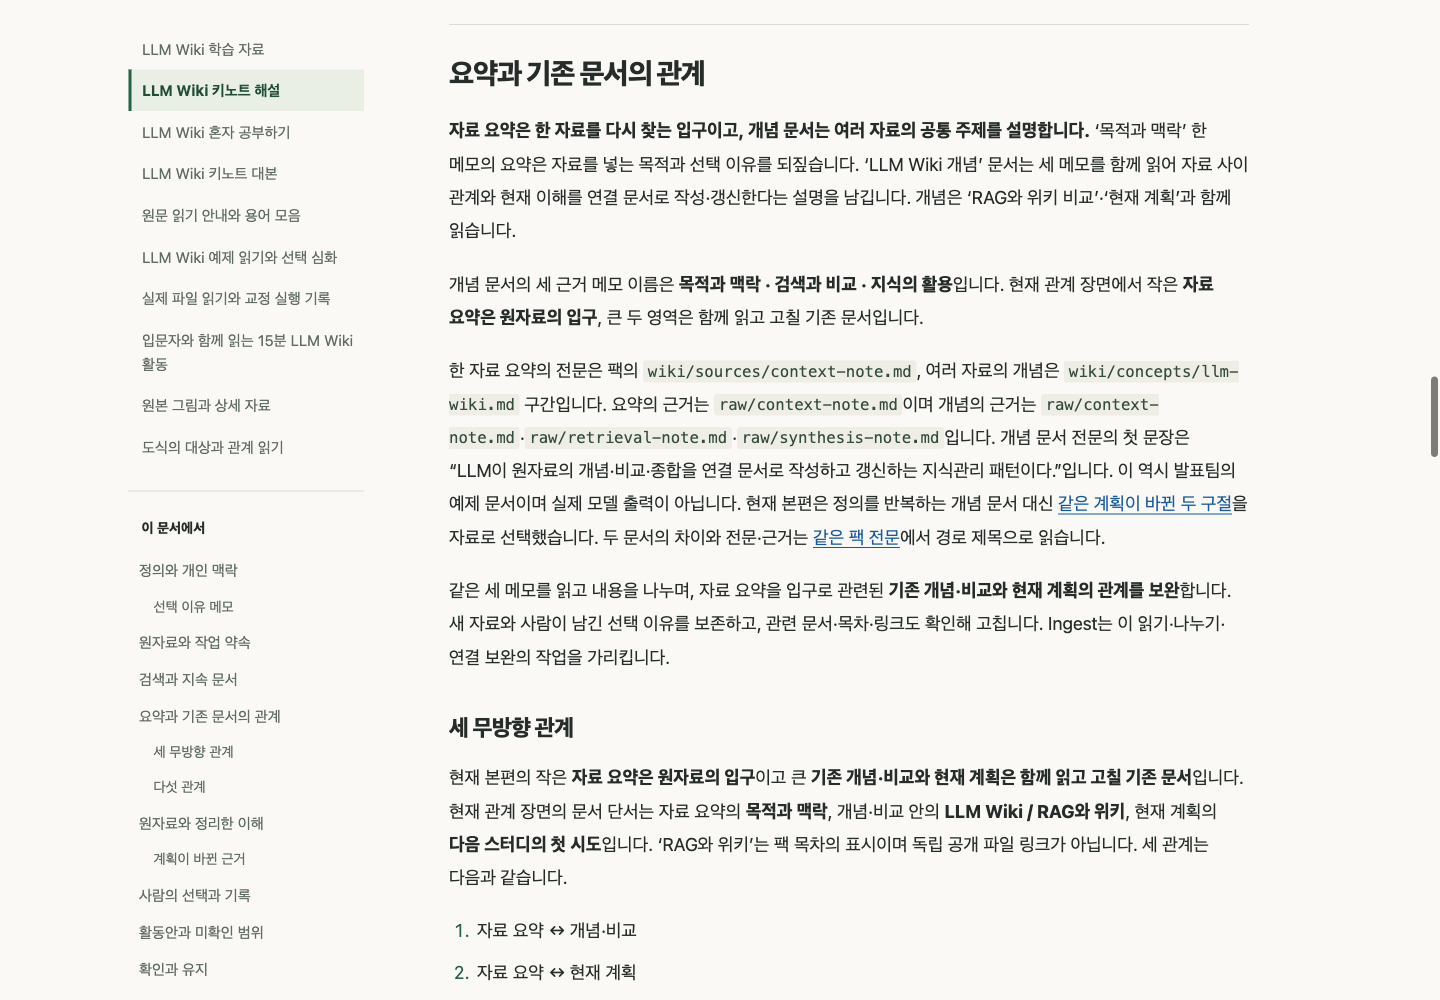 LLM Wiki 학습 자료
LLM Wiki 키노트 해설
LLM Wiki 혼자 공부하기
LLM Wiki 키노트 대본
원문 읽기 안내와 용어 모음
LLM Wiki 예제 읽기와 선택 심화
실제 파일 읽기와 교정 실행 기록
입문자와 함께 읽는 15분 LLM Wiki
활동
원본 그림과 상세 자료
도식의 대상과 관계 읽기
이 문서에서
정의와 개인 맥락
선택 이유 메모
원자료와 작업 약속
검색과 지속 문서
요약과 기존 문서의 관계
세 무방향 관계
다섯 관계
원자료와 정리한 이해
계획이 바뀐 근거
사람의 선택과 기록
활동안과 미확인 범위
확인과 유지
요약과 기존 문서의 관계
자료 요약은 한 자료를 다시 찾는 입구이고, 개념 문서는 여러 자료의 공통 주제를 설명합니다. ‘목적과 맥락’ 한
메모의 요약은 자료를 넣는 목적과 선택 이유를 되짚습니다. ‘LLM Wiki 개념’ 문서는 세 메모를 함께 읽어 자료 사이
관계와 현재 이해를 연결 문서로 작성·갱신한다는 설명을 남깁니다. 개념은 ‘RAG와 위키 비교’·‘현재 계획’과 함께
읽습니다.
개념 문서의 세 근거 메모 이름은 목적과 맥락 · 검색과 비교 · 지식의 활용입니다. 현재 관계 장면에서 작은 자료
요약은 원자료의 입구, 큰 두 영역은 함께 읽고 고칠 기존 문서입니다.
한 자료 요약의 전문은 팩의 wiki/sources/context-note.md, 여러 자료의 개념은 wiki/concepts/llm-
wiki.md 구간입니다. 요약의 근거는 raw/context-note.md이며 개념의 근거는 raw/context-
note.md·raw/retrieval-note.md·raw/synthesis-note.md입니다. 개념 문서 전문의 첫 문장은
“LLM이 원자료의 개념·비교·종합을 연결 문서로 작성하고 갱신하는 지식관리 패턴이다.”입니다. 이 역시 발표팀의
예제 문서이며 실제 모델 출력이 아닙니다. 현재 본편은 정의를 반복하는 개념 문서 대신 같은 계획이 바뀐 두 구절을
자료로 선택했습니다. 두 문서의 차이와 전문·근거는 같은 팩 전문에서 경로 제목으로 읽습니다.
같은 세 메모를 읽고 내용을 나누며, 자료 요약을 입구로 관련된 기존 개념·비교와 현재 계획의 관계를 보완합니다.
새 자료와 사람이 남긴 선택 이유를 보존하고, 관련 문서·목차·링크도 확인해 고칩니다. Ingest는 이 읽기·나누기·
연결 보완의 작업을 가리킵니다.
세 무방향 관계
현재 본편의 작은 자료 요약은 원자료의 입구이고 큰 기존 개념·비교와 현재 계획은 함께 읽고 고칠 기존 문서입니다.
현재 관계 장면의 문서 단서는 자료 요약의 목적과 맥락, 개념·비교 안의 LLM Wiki / RAG와 위키, 현재 계획의
다음 스터디의 첫 시도입니다. ‘RAG와 위키’는 팩 목차의 표시이며 독립 공개 파일 링크가 아닙니다. 세 관계는
다음과 같습니다.
1. 자료 요약 ↔ 개념·비교
2. 자료 요약 ↔ 현재 계획